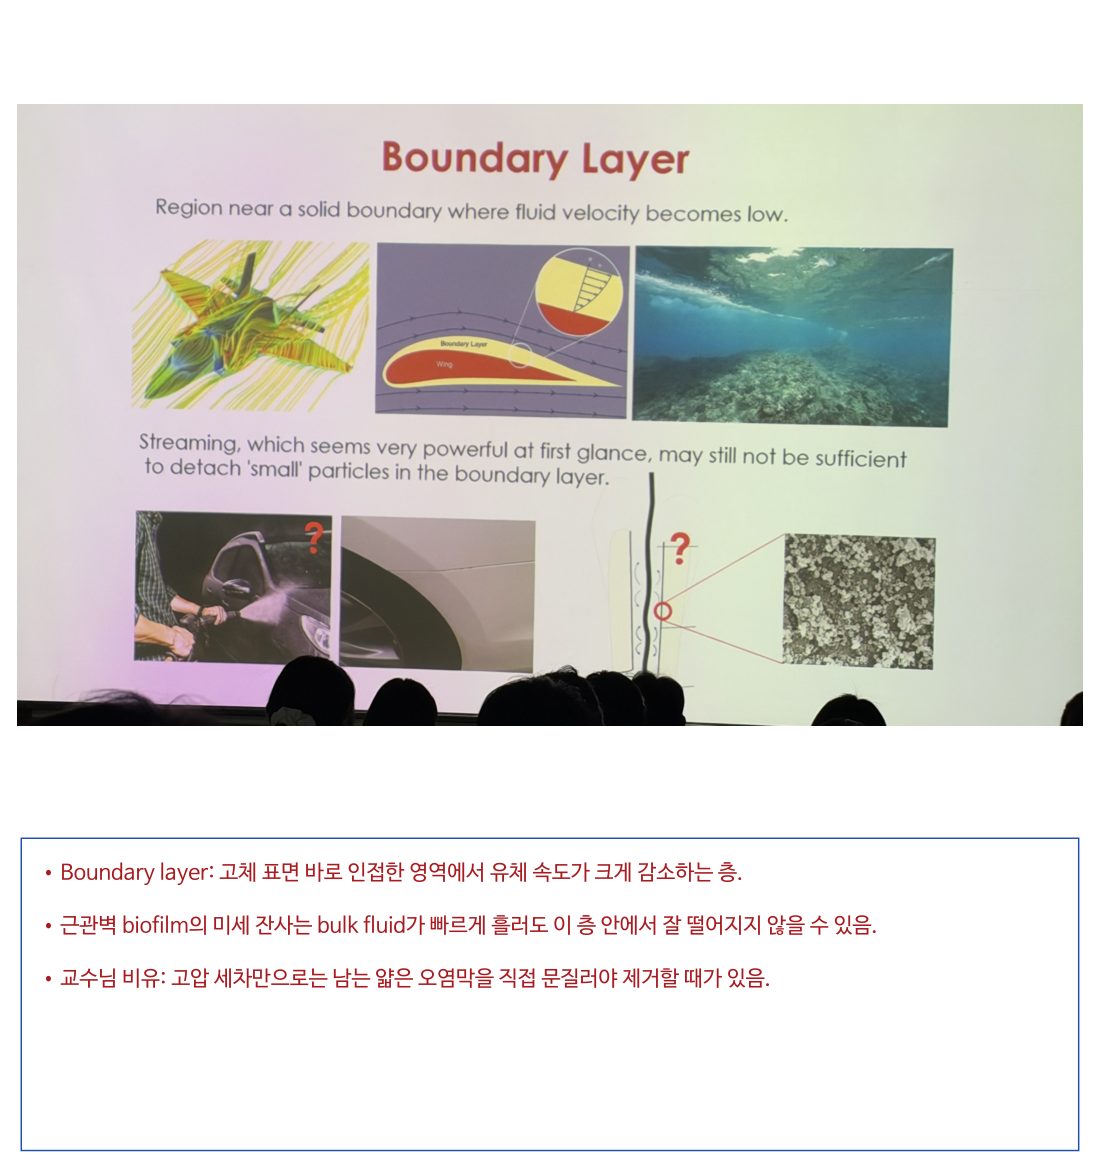 Boundary Layer
Region near a solid boundary where fluid velocity becomes low.
Boundary Layer
Wing
Streaming, which seems very powerful at first glance, may still not be sufficient
to detach 'small' particles in the boundary layer.
?
?
• Boundary layer: 고체 표면 바로 인접한 영역에서 유체 속도가 크게 감소하는 층.
• 근관벽 biofilm의 미세 잔사는 bulk fluid가 빠르게 흘러도 이 층 안에서 잘 떨어지지 않을 수 있음.
• 교수님 비유: 고압 세차만으로는 남는 얇은 오염막을 직접 문질러야 제거할 때가 있음.